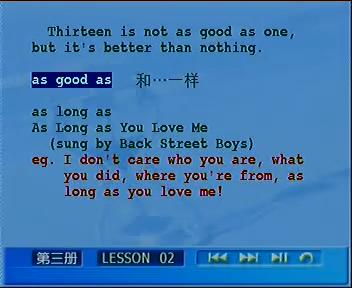 Thirteen is not as good as one,
but it's better than nothing.
as good as 和…一样
as long as
As Long as You Love Me
(sung by Back Street Boys)
eg. I don't care who you are, what
you did, where you're from, as
long as you love me!
第三册 LESSON 02